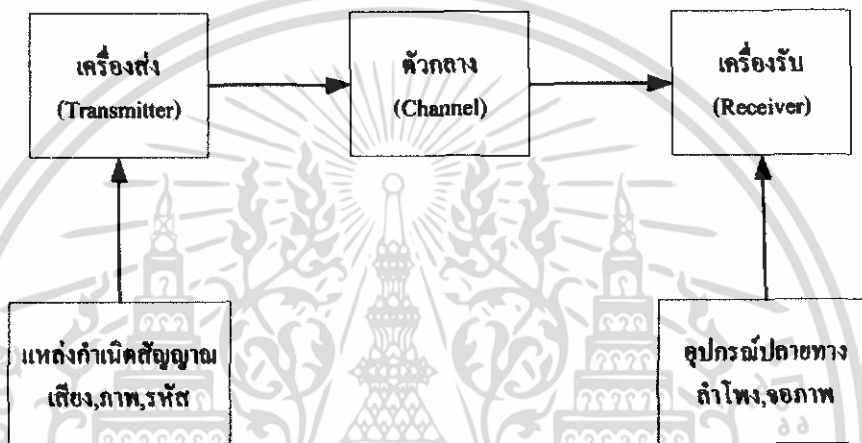 เครื่องส่ง
(Transmitter)
ตัวกลาง
(Channel)
เครื่องรับ
(Receiver)
แหล่งกำเนิดสัญญาณ
เสียง,ภาพ,รหัส
อุปกรณ์ปลายทาง
ลำโพง,จอภาพ